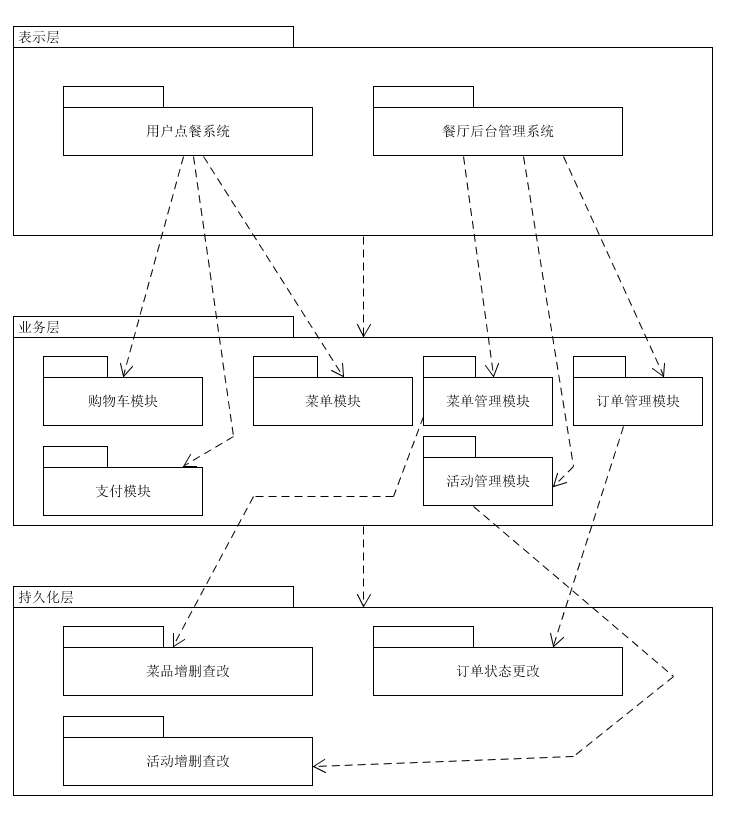 表示层
用户点餐系统
餐厅后台管理系统
业务层
购物车模块
菜单模块
菜单管理模块
订单管理模块
支付模块
活动管理模块
持久化层
菜品增删查改
订单状态更改
活动增删查改